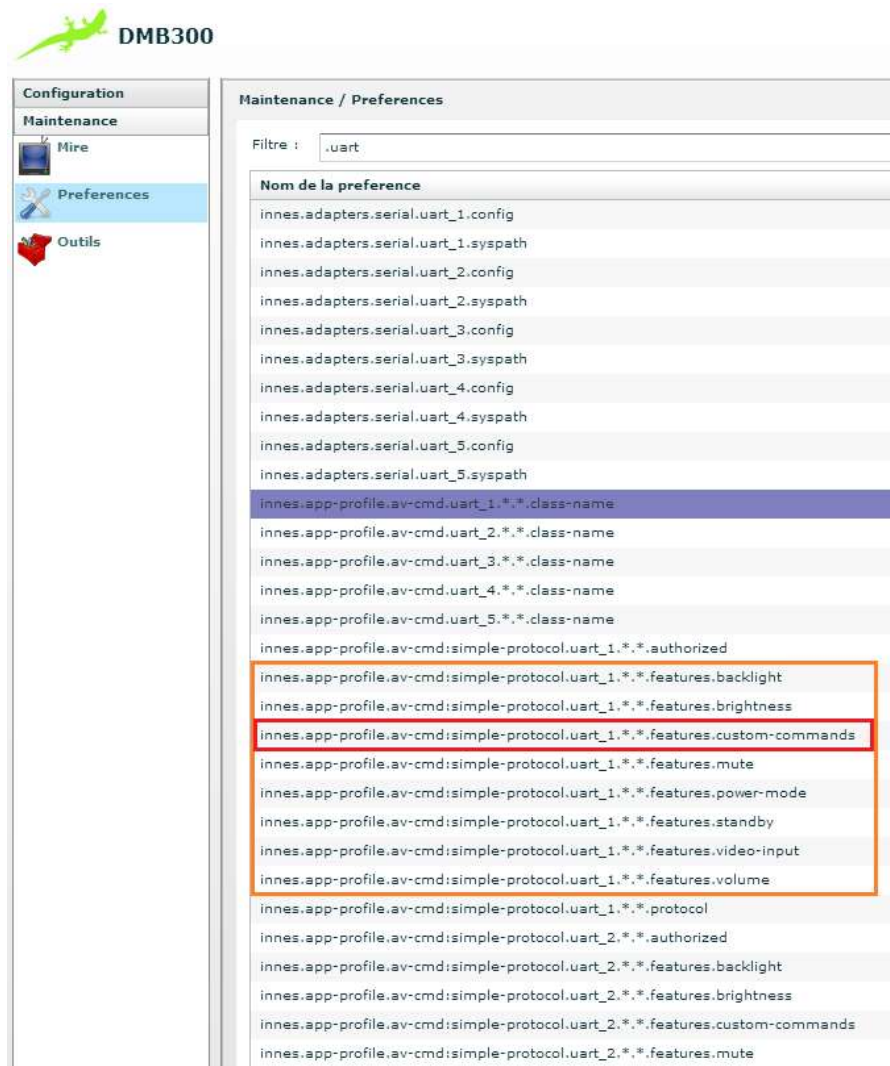 DMB300
Configuration
Maintenance
Mire
Preferences
Outils
Maintenance / Preferences
Filtre : .uart
Nom de la preference
innes.adapters.serial.uart_1.config
innes.adapters.serial.uart_1.syspath
innes.adapters.serial.uart_2.config
innes.adapters.serial.uart_2.syspath
innes.adapters.serial.uart_3.config
innes.adapters.serial.uart_3.syspath
innes.adapters.serial.uart_4.config
innes.adapters.serial.uart_4.syspath
innes.adapters.serial.uart_5.config
innes.adapters.serial.uart_5.syspath
innes.app-profile.av-cmd.uart_1.*.*.class-name
innes.app-profile.av-cmd.uart_2.*.*.class-name
innes.app-profile.av-cmd.uart_3.*.*.class-name
innes.app-profile.av-cmd.uart_4.*.*.class-name
innes.app-profile.av-cmd.uart_5.*.*.class-name
innes.app-profile.av-cmd:simple-protocol.uart_1.*.*.authorized
innes.app-profile.av-cmd:simple-protocol.uart_1.*.*.features.backlight
innes.app-profile.av-cmd:simple-protocol.uart_1.*.*.features.brightness
innes.app-profile.av-cmd:simple-protocol.uart_1.*.*.features.custom-commands
innes.app-profile.av-cmd:simple-protocol.uart_1.*.*.features.mute
innes.app-profile.av-cmd:simple-protocol.uart_1.*.*.features.power-mode
innes.app-profile.av-cmd:simple-protocol.uart_1.*.*.features.standby
innes.app-profile.av-cmd:simple-protocol.uart_1.*.*.features.video-input
innes.app-profile.av-cmd:simple-protocol.uart_1.*.*.features.volume
innes.app-profile.av-cmd:simple-protocol.uart_1.*.*.protocol
innes.app-profile.av-cmd:simple-protocol.uart_2.*.*.authorized
innes.app-profile.av-cmd:simple-protocol.uart_2.*.*.features.backlight
innes.app-profile.av-cmd:simple-protocol.uart_2.*.*.features.brightness
innes.app-profile.av-cmd:simple-protocol.uart_2.*.*.features.custom-commands
innes.app-profile.av-cmd:simple-protocol.uart_2.*.*.features.mute